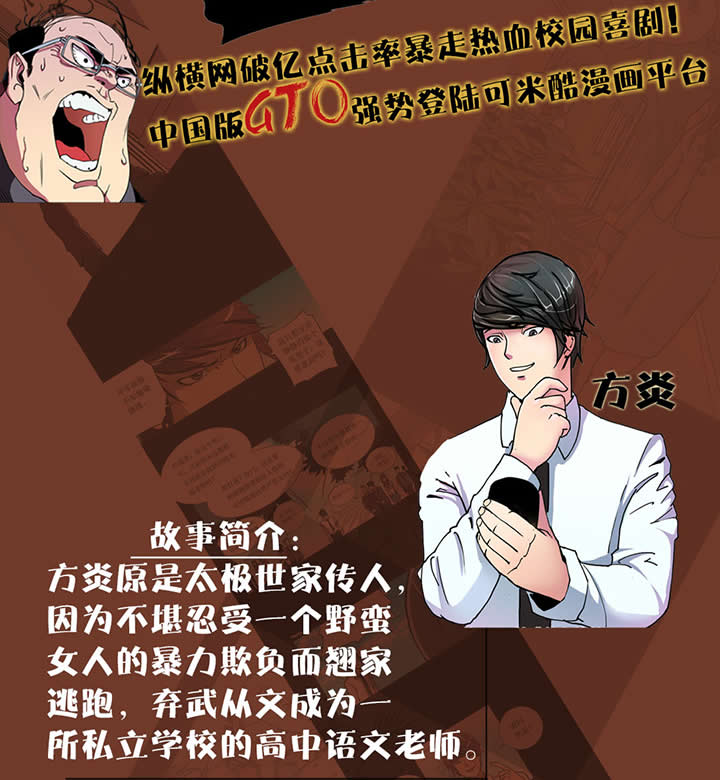 纵横网破亿点击率暴走热血校园喜剧！
中国版GTO强势登陆可米酷漫画平台
方炎
故事简介：
方炎原是太极世家传人，
因为不堪忍受一个野蛮
女人的暴力欺负而翘家
逃跑，弃武从文成为一
所私立学校的高中语文老师。